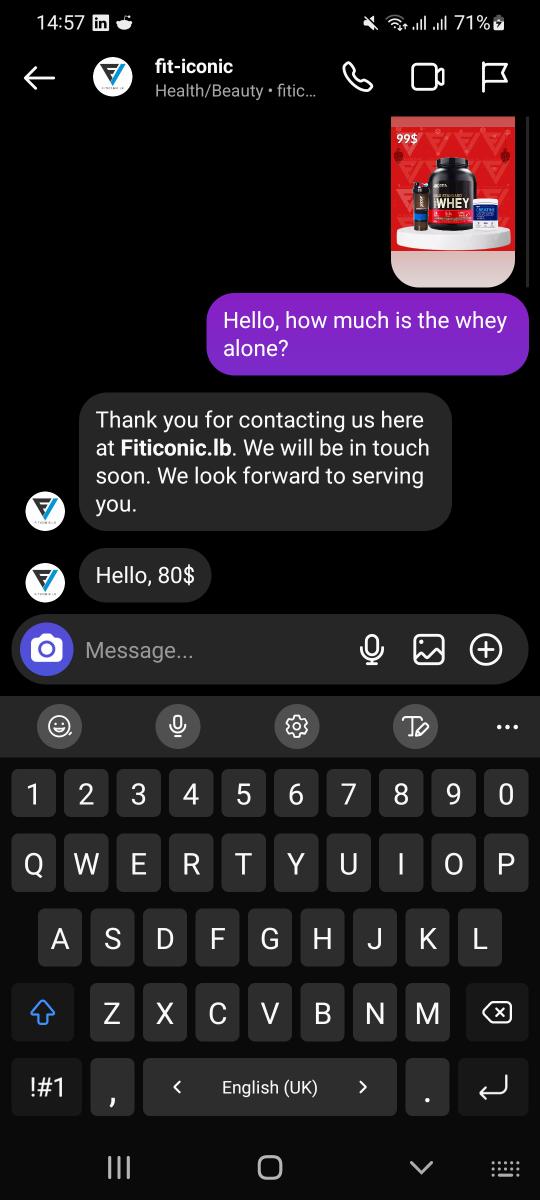 14:57
71%
fit-iconic
Health/Beauty • fitic...
99$
WHEY
Hello, how much is the whey
alone?
Thank you for contacting us here
at Fiticonic.lb. We will be in touch
soon. We look forward to serving
you.
Hello, 80$
Message...
1 2 3 4 5 6 7 8 9 0
Q W E R T Y U I O P
A S D F G H J K L
Z X C V B N M
!#1 , < English (UK) > .